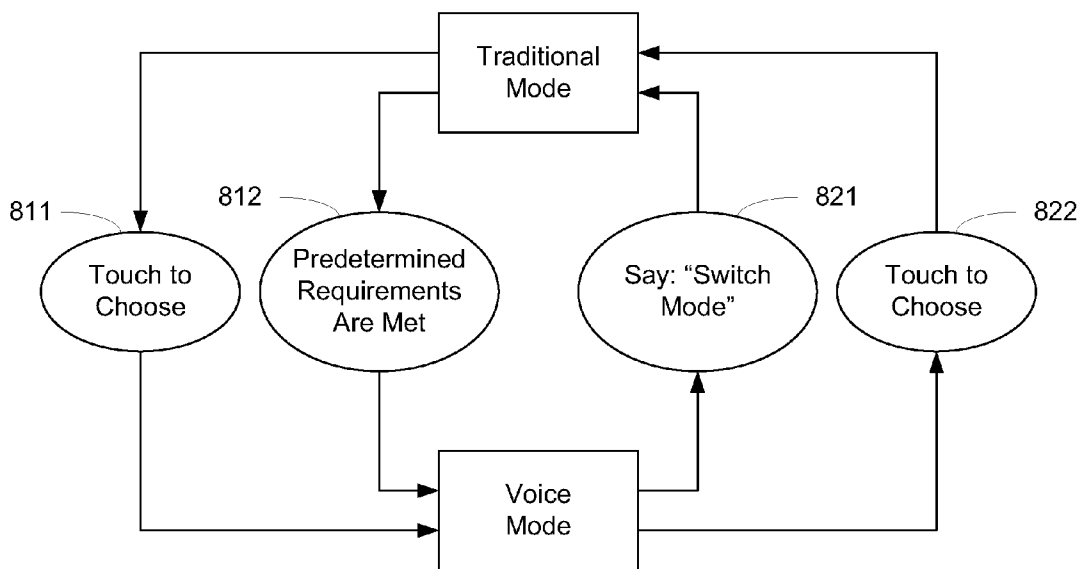 Traditional
Mode
811
812
821
822
Touch to
Choose
Predetermined
Requirements
Are Met
Say: “Switch
Mode”
Touch to
Choose
Voice
Mode